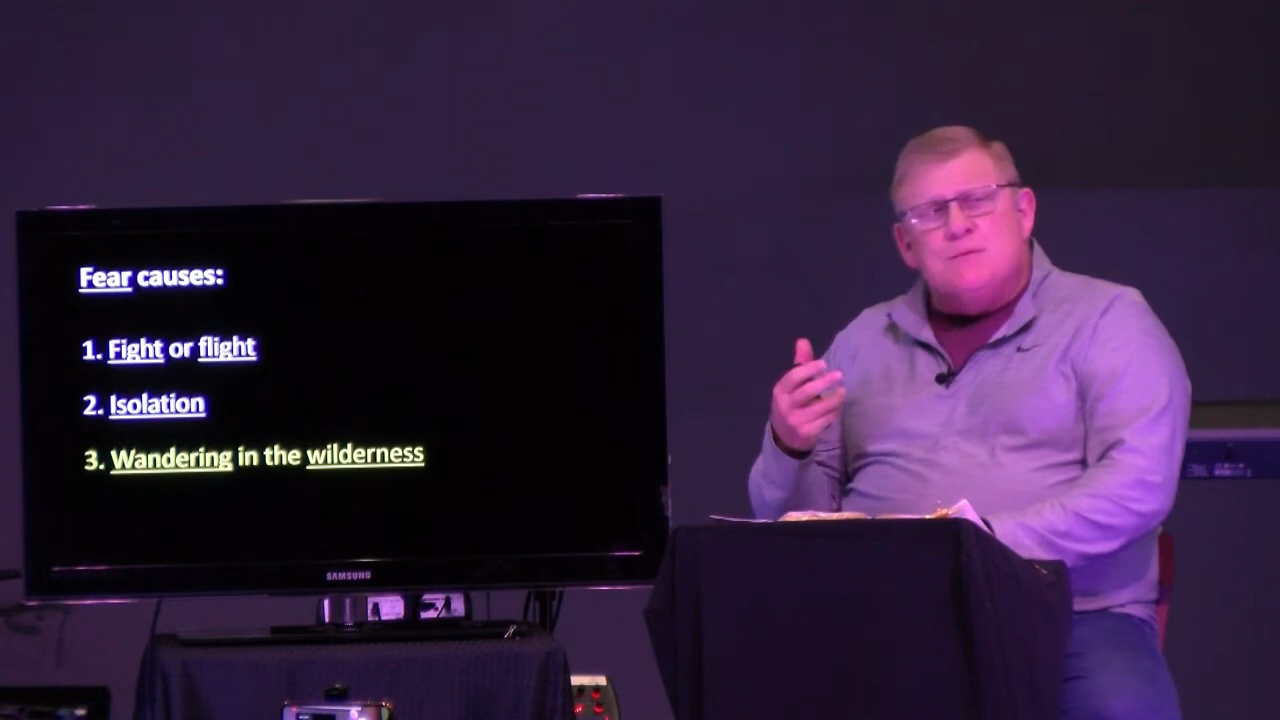 Fear causes:
1. Fight or flight
2. Isolation
3. Wandering in the wilderness
SAMSUNG